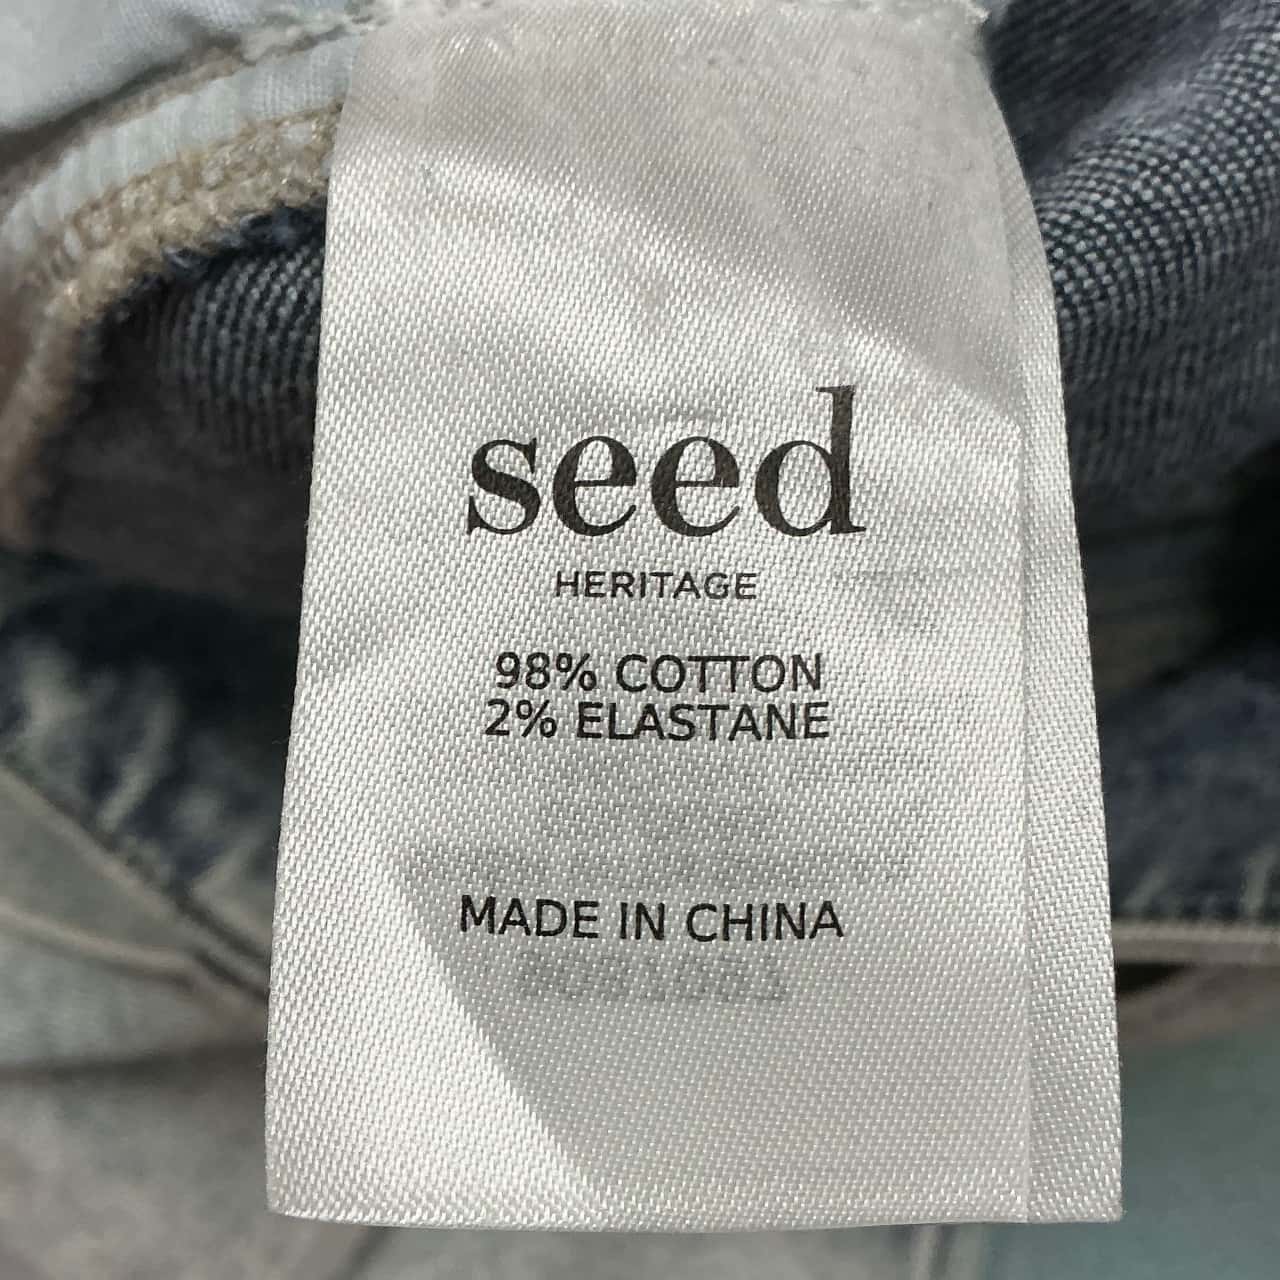 seed
HERITAGE
98% COTTON
2% ELASTANE
MADE IN CHINA